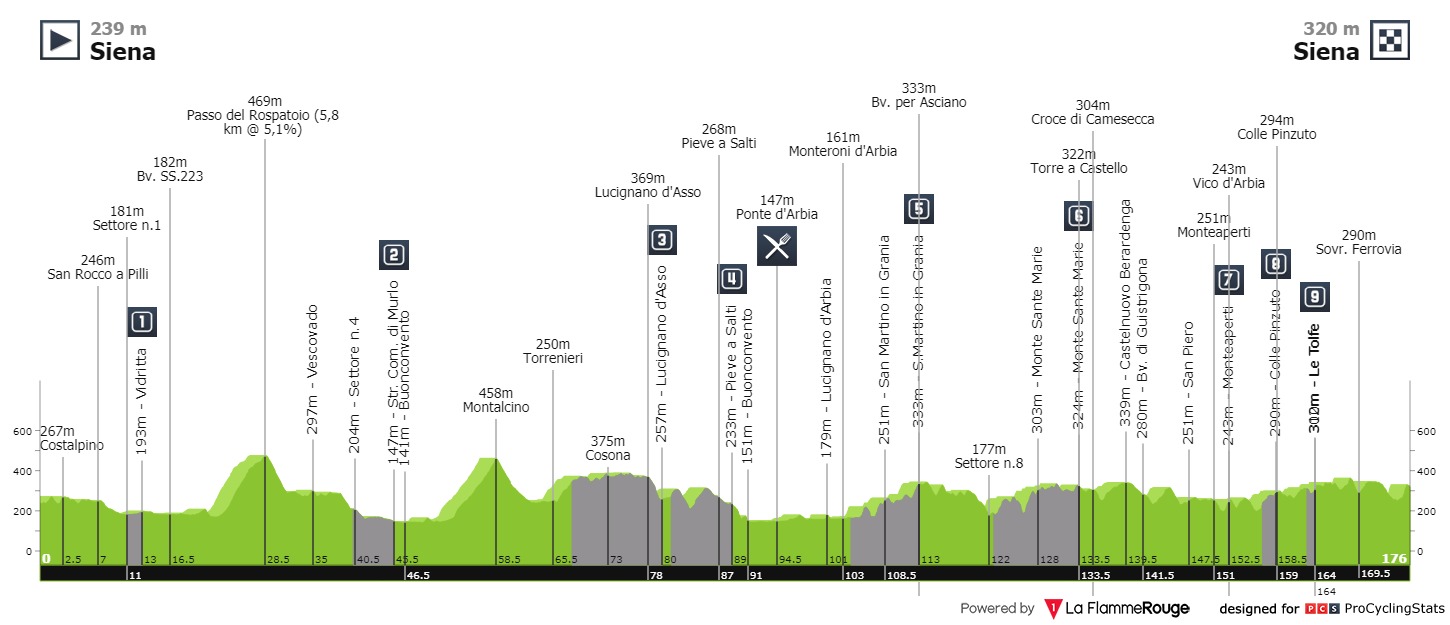 239 m
Siena
320 m
Siena
333m
Bv. per Asciano
469m
Passo del Rospatoio (5,8
km @ 5,1%)
304m
Croce di Camesecca
294m
Colle Pinzuto
268m
Pieve a Salti
161m
Monteroni d'Arbia
182m
Bv. SS.223
322m
Torre a Castello
243m
Vico d'Arbia
369m
Lucignano d'Asso
147m
Ponte d'Arbia
181m
Settore n.1
251m
Monteaperti
290m
Sovr. Ferrovia
246m
San Rocco a Pilli
250m
Torrenieri
458m
Montalcino
267m
Costalpino
375m
Cosona
177m
Settore n.8
1
2
3
4
5
6
7
8
9
193m - Vidritta
297m - Vescovado
204m - Settore n.4
147m - Str. Com. di Murlo
141m - Buonconvento
257m - Lucignano d'Asso
233m - Pieve a Salti
151m - Buonconvento
179m - Lucignano d'Arbia
251m - San Martino in Grania
333m - S.Martino in Grania
303m - Monte Sante Marie
324m - Monte Sante Marie
339m - Castelnuovo Berardenga
280m - Bv. di Guistrigona
251m - San Piero
243m - Monteaperti
290m - Colle Pinzuto
- Le Tolfe
600
400
200
0
600
400
200
0
0 2.5 7 13 16.5 28.5 35 40.5 45.5 58.5 65.5 73 80 89 94.5 101 113 122 128 133.5 139.5 147.5 152.5 158.5 176
11 46.5 78 87 91 103 108.5 133.5 141.5 151 159 164 169.5
164
Powered by La FlammeRouge designed for PCS ProCyclingStats